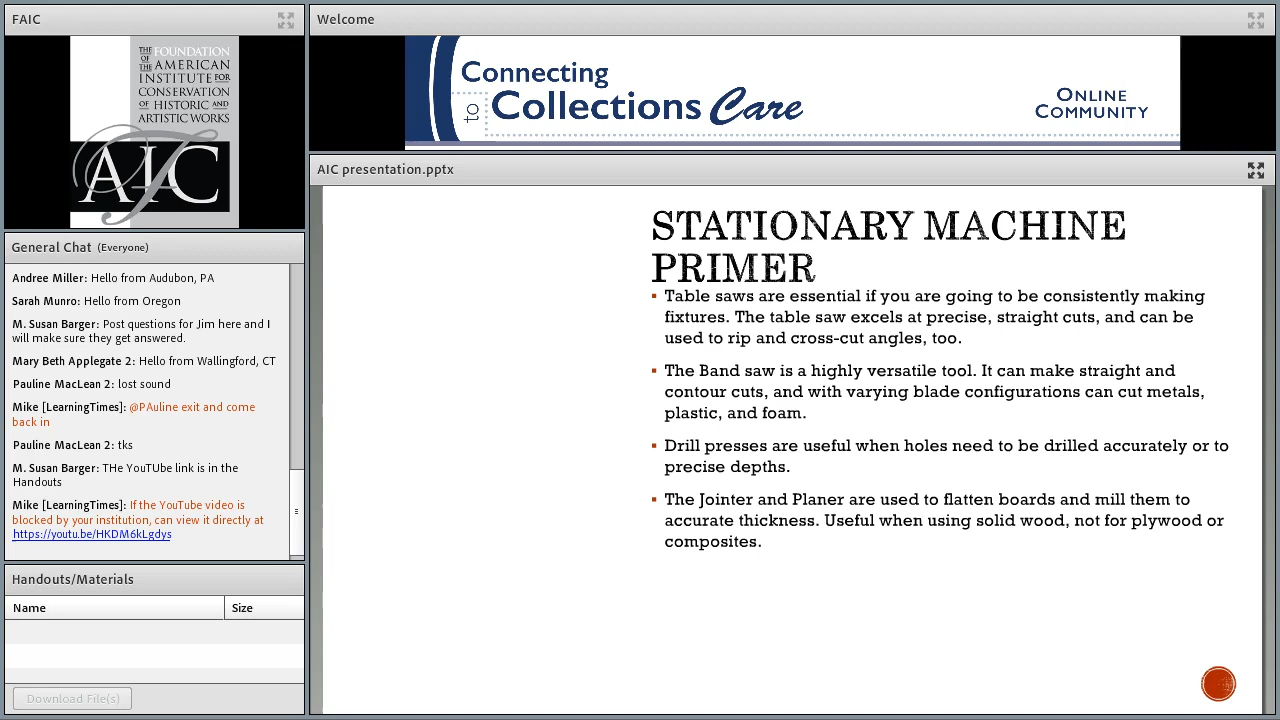 FAIC
THE FOUNDATION
OF THE AMERICAN
INSTITUTE FOR
CONSERVATION
OF HISTORIC AND
ARTISTIC WORKS
AIC
Welcome
Connecting
to Collections Care
ONLINE
COMMUNITY
General Chat (Everyone)
Andree Miller: Hello from Audubon, PA
Sarah Munro: Hello from Oregon
M. Susan Barger: Post questions for Jim here and I
will make sure they get answered.
Mary Beth Applegate 2: Hello from Wallingford, CT
Pauline MacLean 2: lost sound
Mike [LearningTimes]: @PAuline exit and come
back in
Pauline MacLean 2: tks
M. Susan Barger: THe YouTUbe link is in the
Handouts
Mike [LearningTimes]: If the YouTube video is
blocked by your institution, can view it directly at
https://youtu.be/HKDM6kLgdys
Handouts/Materials
Name Size
Download File(s)
AIC presentation.pptx
STATIONARY MACHINE
PRIMER
▪ Table saws are essential if you are going to be consistently making
fixtures. The table saw excels at precise, straight cuts, and can be
used to rip and cross-cut angles, too.
▪ The Band saw is a highly versatile tool. It can make straight and
contour cuts, and with varying blade configurations can cut metals,
plastic, and foam.
▪ Drill presses are useful when holes need to be drilled accurately or to
precise depths.
▪ The Jointer and Planer are used to flatten boards and mill them to
accurate thickness. Useful when using solid wood, not for plywood or
composites.